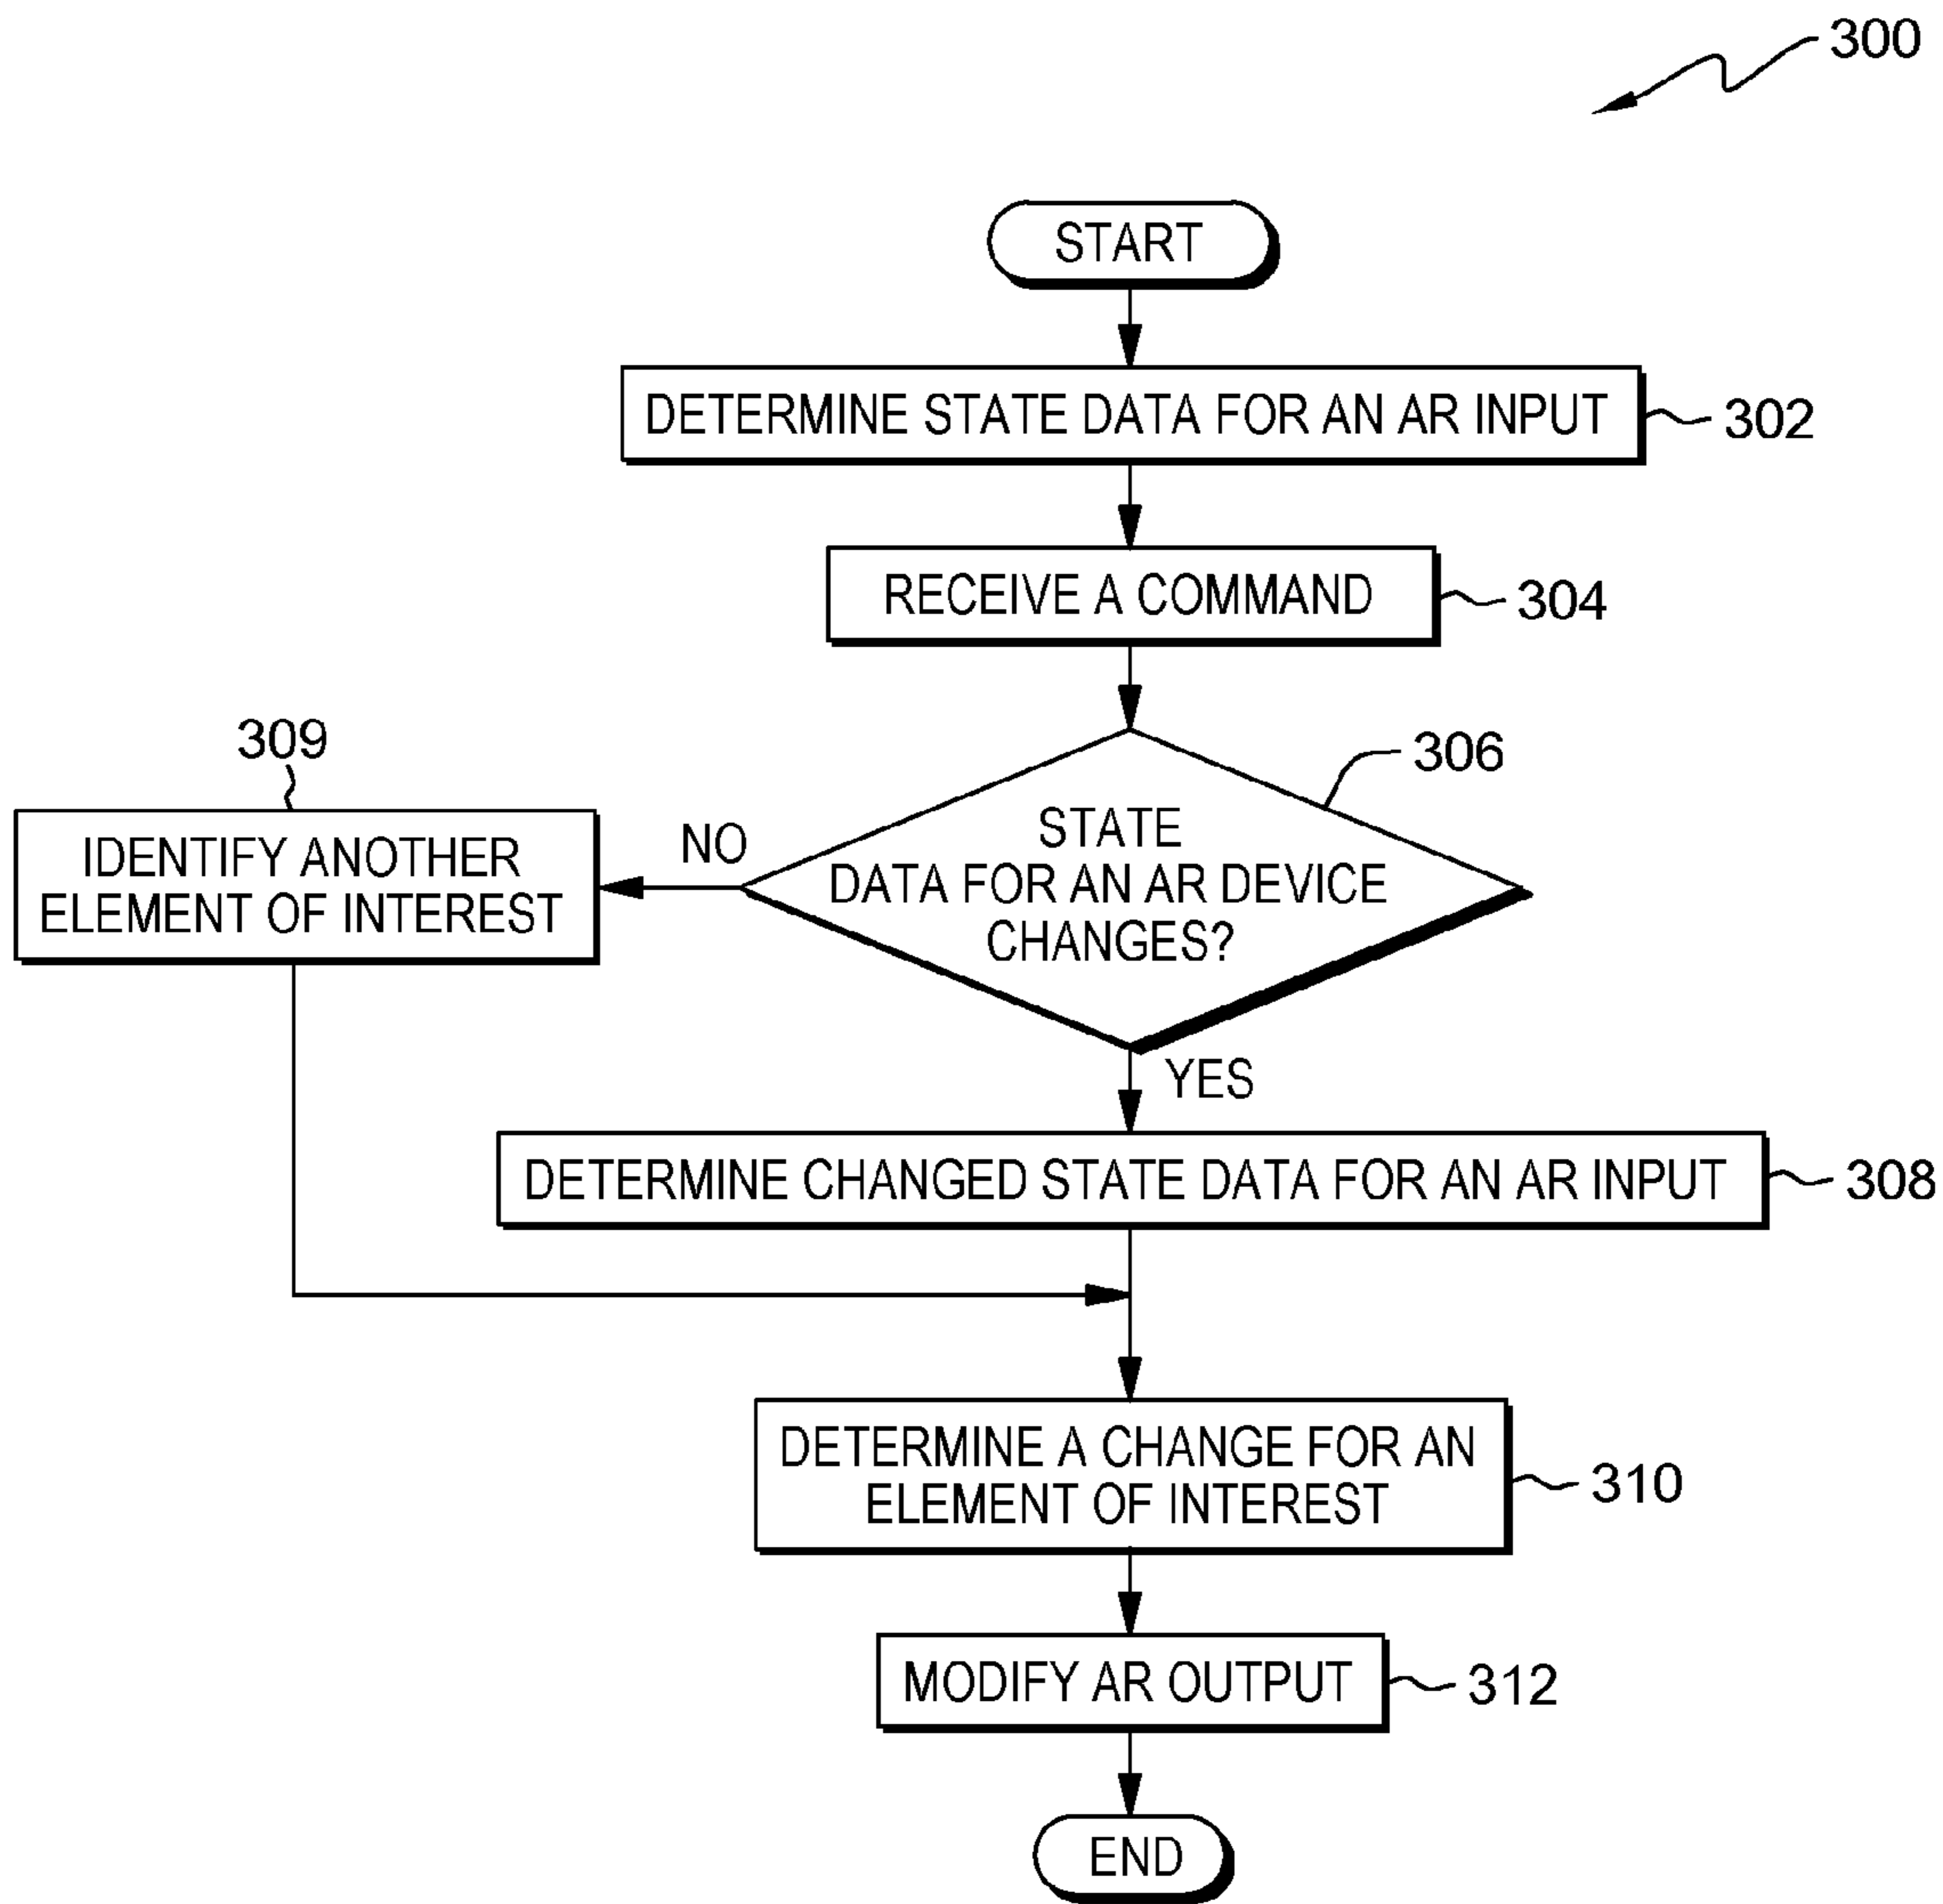 300
START
DETERMINE STATE DATA FOR AN AR INPUT
302
RECEIVE A COMMAND
304
306
STATE
DATA FOR AN AR DEVICE
CHANGES?
NO
309
IDENTIFY ANOTHER
ELEMENT OF INTEREST
YES
DETERMINE CHANGED STATE DATA FOR AN AR INPUT
308
DETERMINE A CHANGE FOR AN
ELEMENT OF INTEREST
310
MODIFY AR OUTPUT
312
END